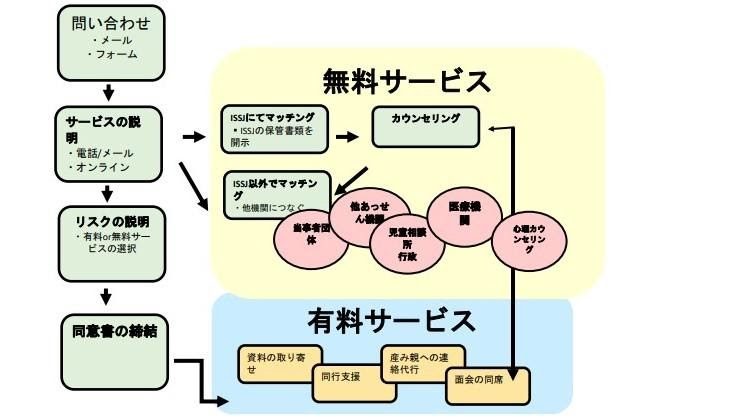 問い合わせ
・メール
・フォーム
サービスの説
明
・電話/メール
・オンライン
リスクの説明
・有料or無料サー
ビスの選択
同意書の締結
無料サービス
ISSJにてマッチング
▪ISSJの保管書類を
開示
カウンセリング
ISSJ以外でマッチン
グ
・他機関につなぐ
当事者団
体
他あっせ
ん機関
児童相談
所
行政
医療機
関
心理カウ
ンセリン
グ
有料サービス
資料の取り寄
せ
同行支援
産み親への連
絡代行
面会の同席